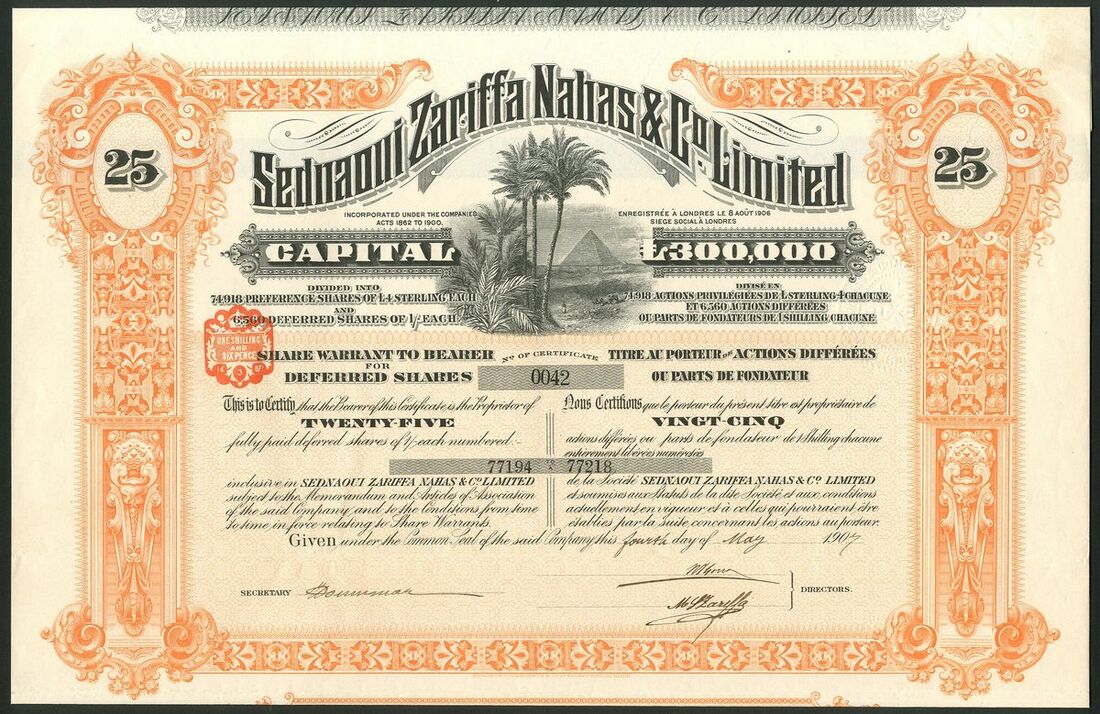 Sednaoui Zariffa Nahas & Co. Limited
25
25
INCORPORATED UNDER THE COMPANIES
ACTS 1862 TO 1900.
ENREGISTRÉE À LONDRES LE 8 AOÛT 1906
SIEGE SOCIAL À LONDRES
CAPITAL £300,000
DIVIDED INTO
74,918 PREFERENCE SHARES OF £4 STERLING EACH
AND
6,560 DEFERRED SHARES OF 1/- EACH
DIVISÉ EN
74,918 ACTIONS PRIVILÉGIÉES DE £ STERLING 4 CHACUNE
ET 6,560 ACTIONS DIFFÉRÉES
OU PARTS DE FONDATEURS DE 1 SHILLING CHACUNE
ONE SHILLING
AND
SIX PENCE
SHARE WARRANT TO BEARER
FOR
DEFERRED SHARES
No OF CERTIFICATE
0042
TITRE AU PORTEUR DE ACTIONS DIFFÉRÉES
OU PARTS DE FONDATEUR
This is to Certify, that the Bearer of this Certificate is the Proprietor of
TWENTY-FIVE
fully paid deferred shares of 1/- each numbered:-
Nous Certifions que le porteur du présent titre est propriétaire de
VINGT-CINQ
actions différées ou parts de fondateur de 1 Shilling chacune
entièrement libérées numérotées
77194 TO A 77218
inclusive in SEDNAOUI ZARIFFA NAHAS & Co LIMITED
subject to the Memorandum and Articles of Association
of the said Company and to the Conditions from time
to time in force relating to Share Warrants.
de la Société SEDNAOUI ZARIFFA NAHAS & Co LIMITED
et soumises aux Statuts de la dite Société et aux conditions
actuellement en vigueur et à celles qui pourraient être
établies par la suite concernant les actions au porteur.
Given under the Common Seal of the said Company this fourth day of May 1907
SECRETARY
DIRECTORS.